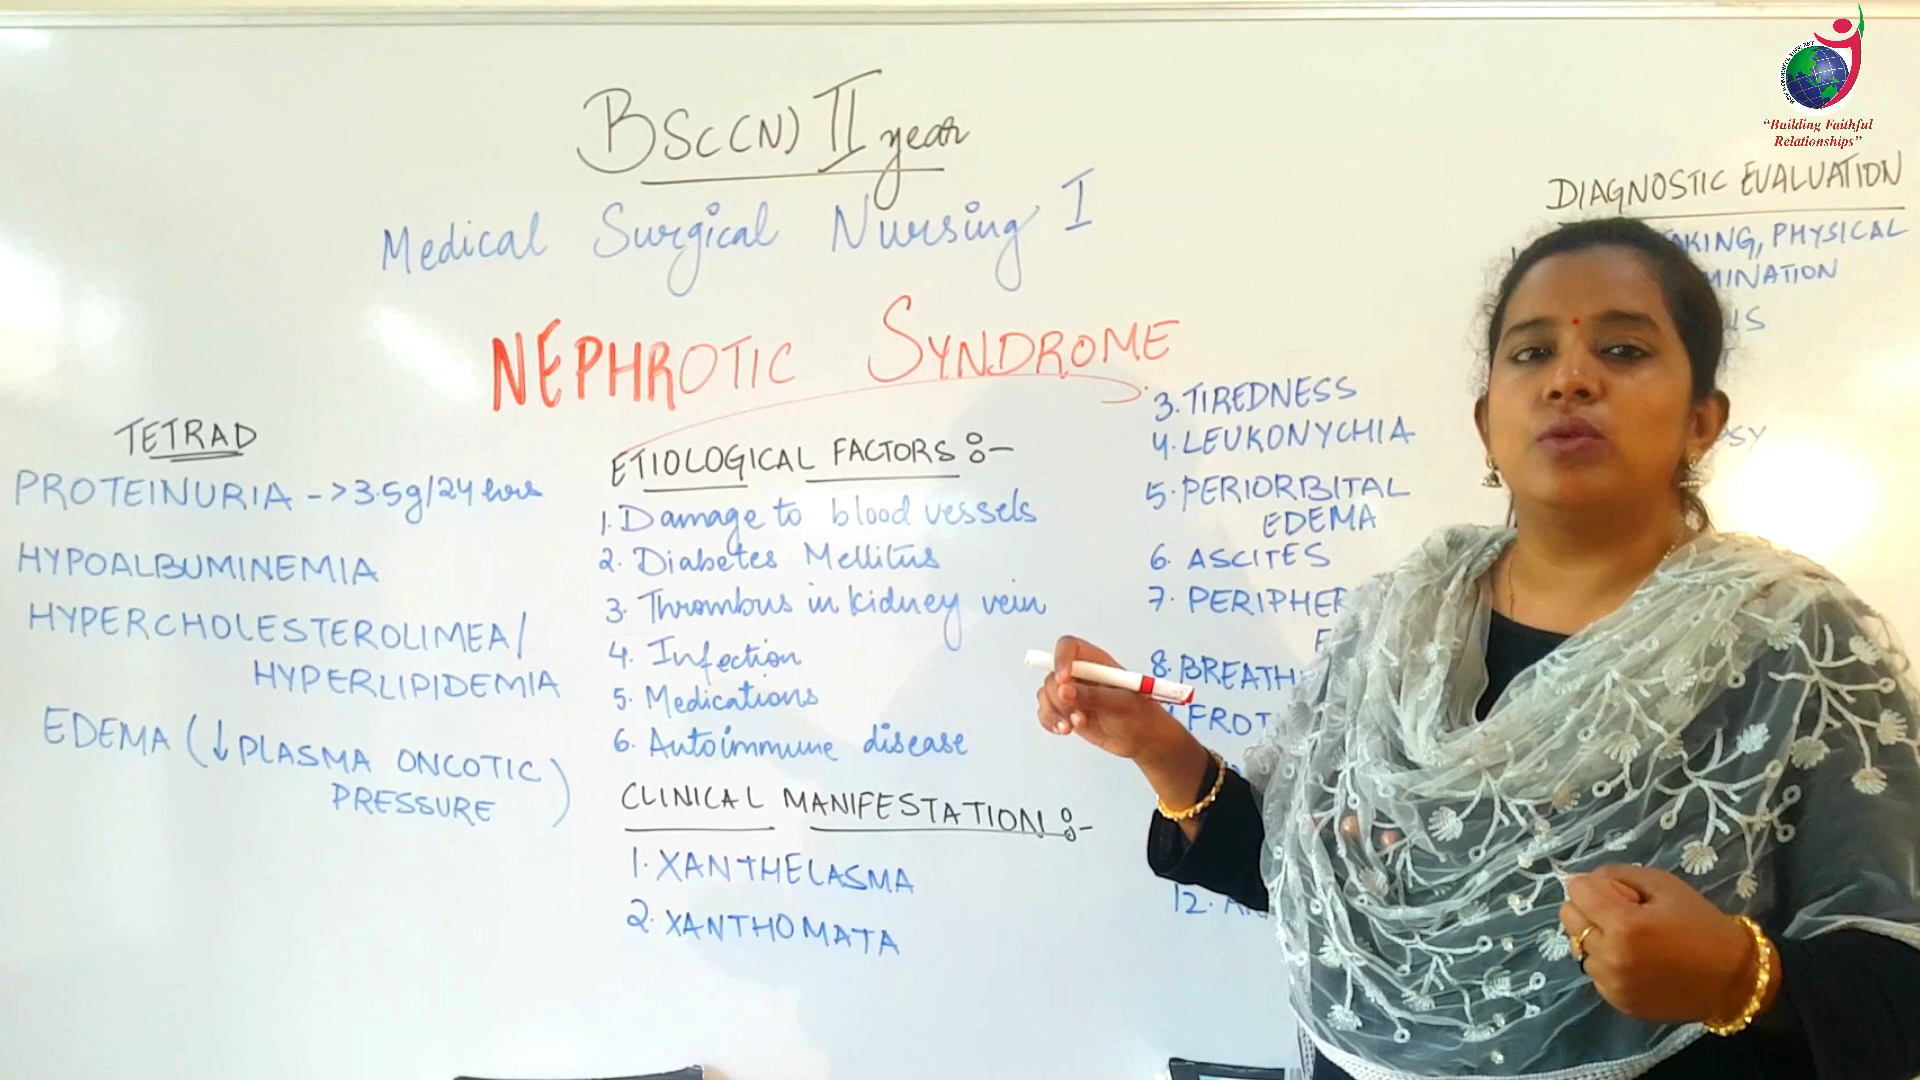 "Building Faithful
Relationships"
BSc(N) II year
Medical Surgical Nursing I
NEPHROTIC SYNDROME
TETRAD
PROTEINURIA -> 3.5g/24 hrs
HYPOALBUMINEMIA
HYPERCHOLESTEROLIMEA/
HYPERLIPIDEMIA
EDEMA (↓ PLASMA ONCOTIC
PRESSURE)
ETIOLOGICAL FACTORS :-
1. Damage to blood vessels
2. Diabetes Mellitus
3. Thrombus in kidney vein
4. Infection
5. Medications
6. Autoimmune disease
CLINICAL MANIFESTATION :-
1. XANTHELASMA
2. XANTHOMATA
3. TIREDNESS
4. LEUKONYCHIA
5. PERIORBITAL
EDEMA
6. ASCITES
7. PERIPHER
8. BREATH
FROT
12.
DIAGNOSTIC EVALUATION
AKING, PHYSICAL
MINATION